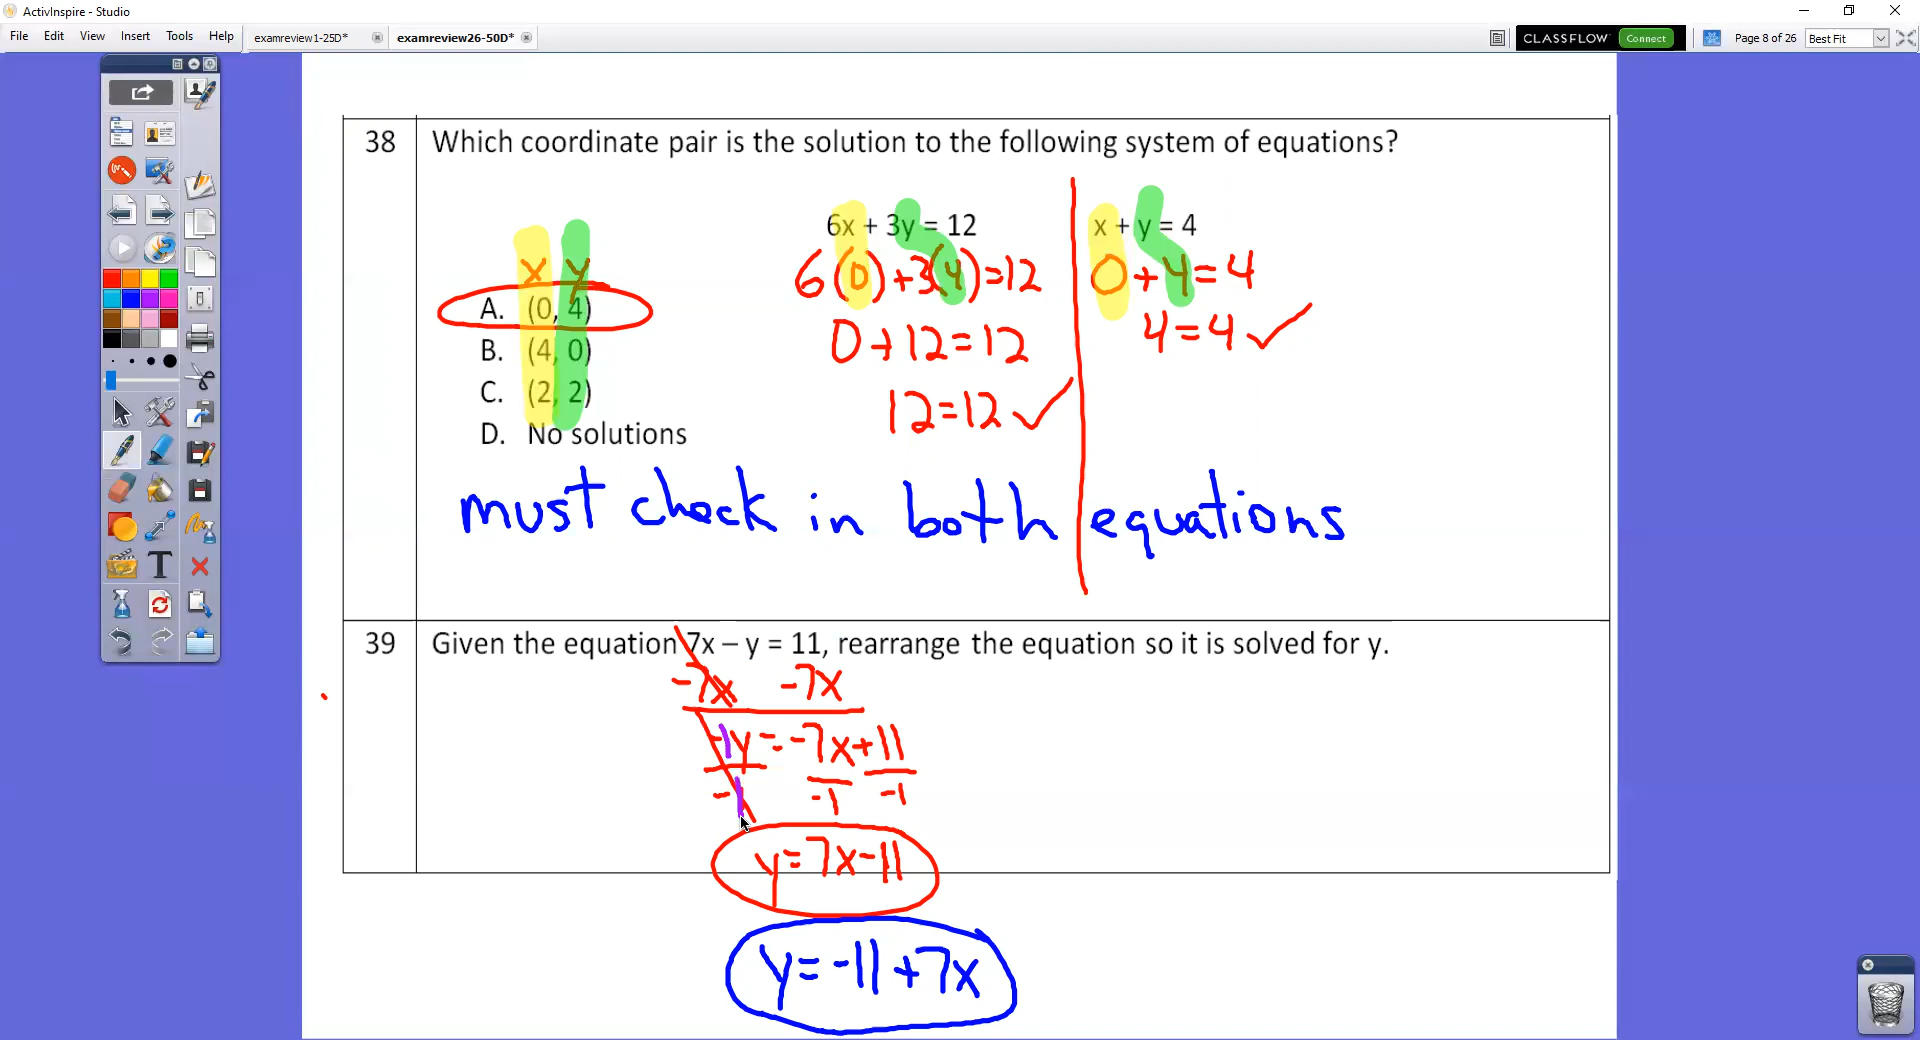 ActivInspire - Studio
File Edit View Insert Tools Help
examreview1-25D* examreview26-50D*
CLASSFLOW Connect Page 8 of 26 Best Fit
38 Which coordinate pair is the solution to the following system of equations?
6x + 3y = 12 x + y = 4
x y 6(0)+3(4)=12 0+4=4
A. (0, 4)
0+12=12 4=4 ✓
B. (4, 0)
C. (2, 2)
12=12 ✓
D. No solutions
must check in both equations
39 Given the equation 7x – y = 11, rearrange the equation so it is solved for y.
-7x -7x
-1y=-7x+11
-1 -1 -1
y=7x-11
y=-11+7x
T